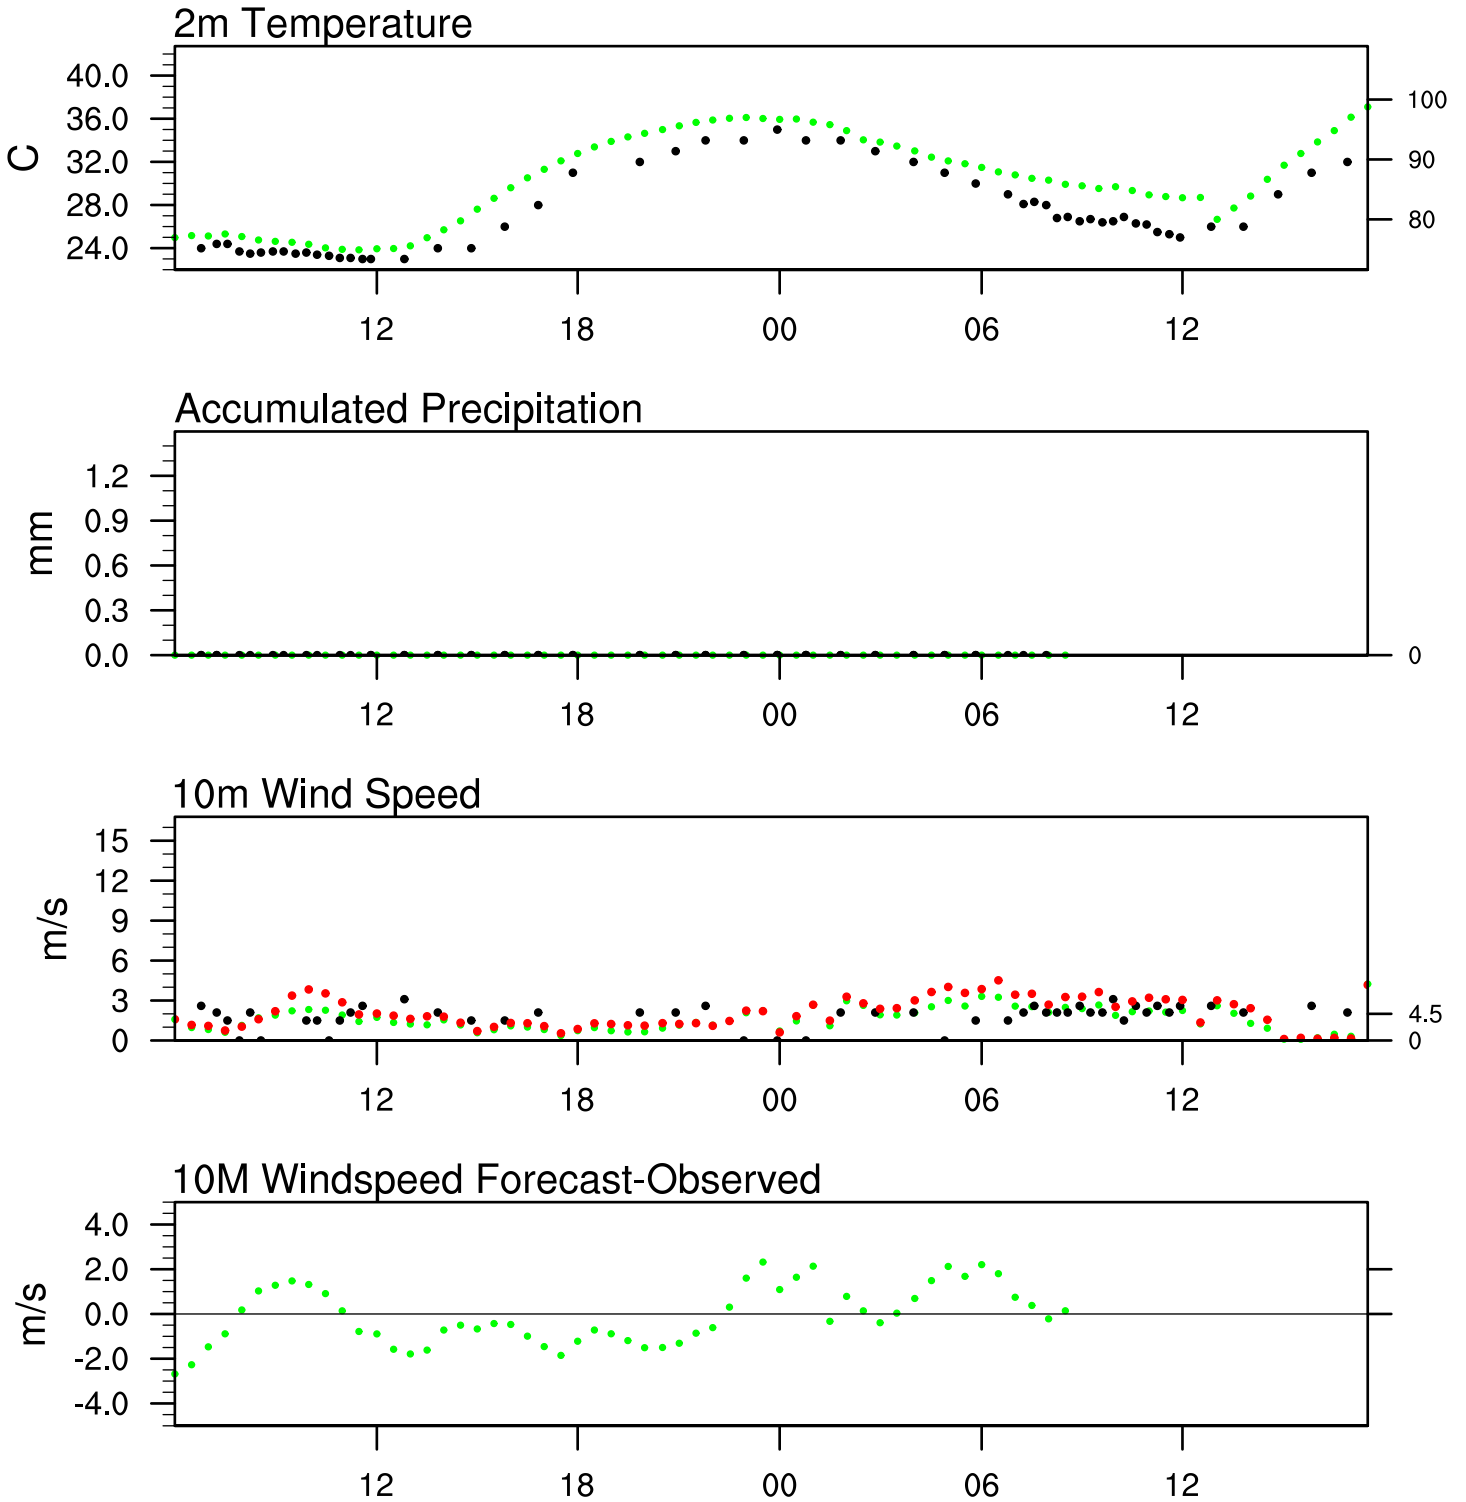 2m Temperature
40.0
36.0
32.0
28.0
24.0
C
100
90
80
12 18 00 06 12
Accumulated Precipitation
1.2
0.9
0.6
0.3
0.0
mm
0
12 18 00 06 12
10m Wind Speed
15
12
9
6
3
0
m/s
4.5
0
12 18 00 06 12
10M Windspeed Forecast-Observed
4.0
2.0
0.0
-2.0
-4.0
m/s
12 18 00 06 12